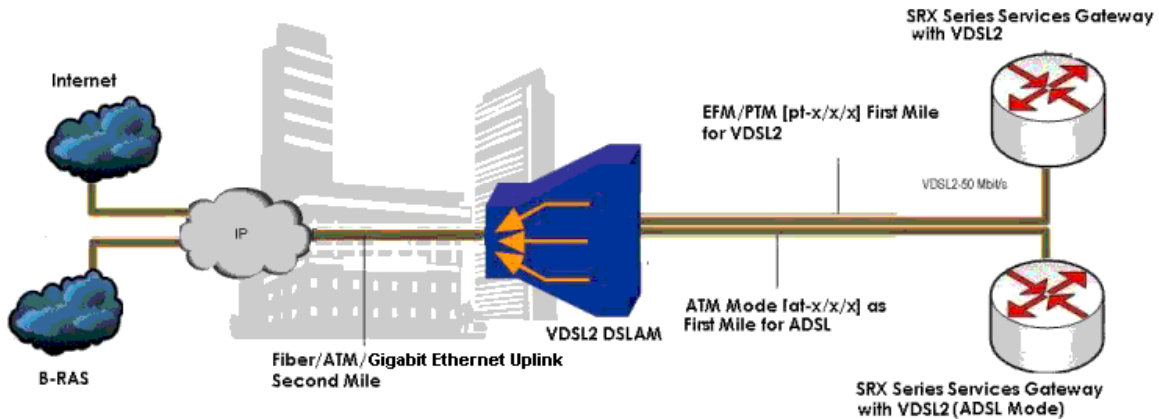 SRX Series Services Gateway
with VDSL2
Internet
EFM/PTM [pt-x/x/x] First Mile
for VDSL2
VDSL2-50 Mbit/s
IP
ATM Mode [at-x/x/x] as
First Mile for ADSL
VDSL2 DSLAM
Fiber/ATM/Gigabit Ethernet Uplink
Second Mile
B-RAS
SRX Series Services Gateway
with VDSL2(ADSL Mode)